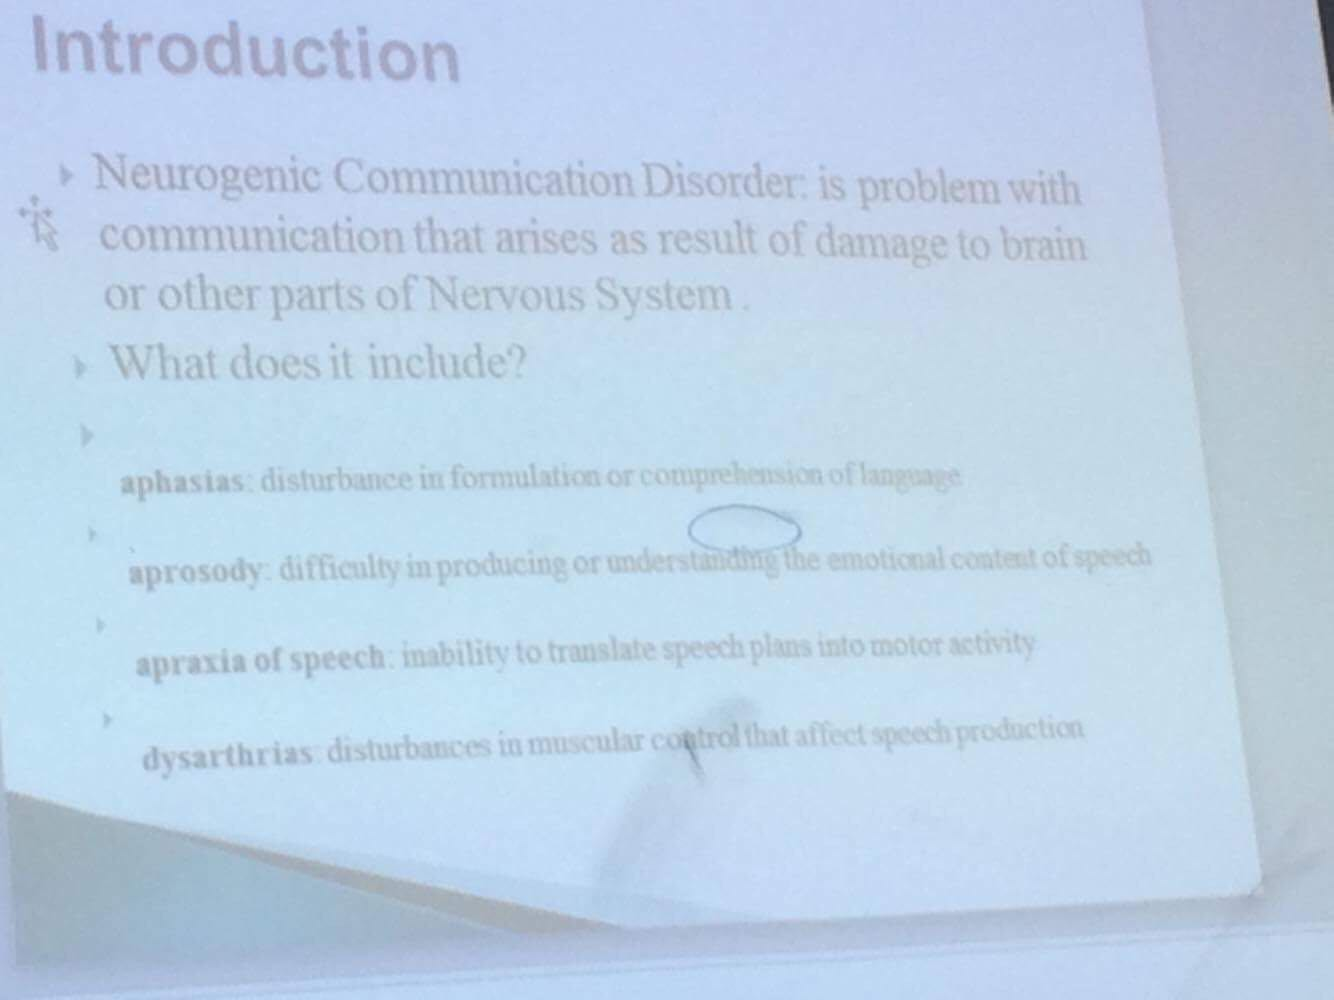 Introduction
Neurogenic Communication Disorder: is problem with
communication that arises as result of damage to brain
or other parts of Nervous System .
What does it include?
aphasias: disturbance in formulation or comprehension of language
aprosody: difficulty in producing or understanding the emotional content of speech
apraxia of speech: inability to translate speech plans into motor activity
dysarthrias: disturbances in muscular control that affect speech production